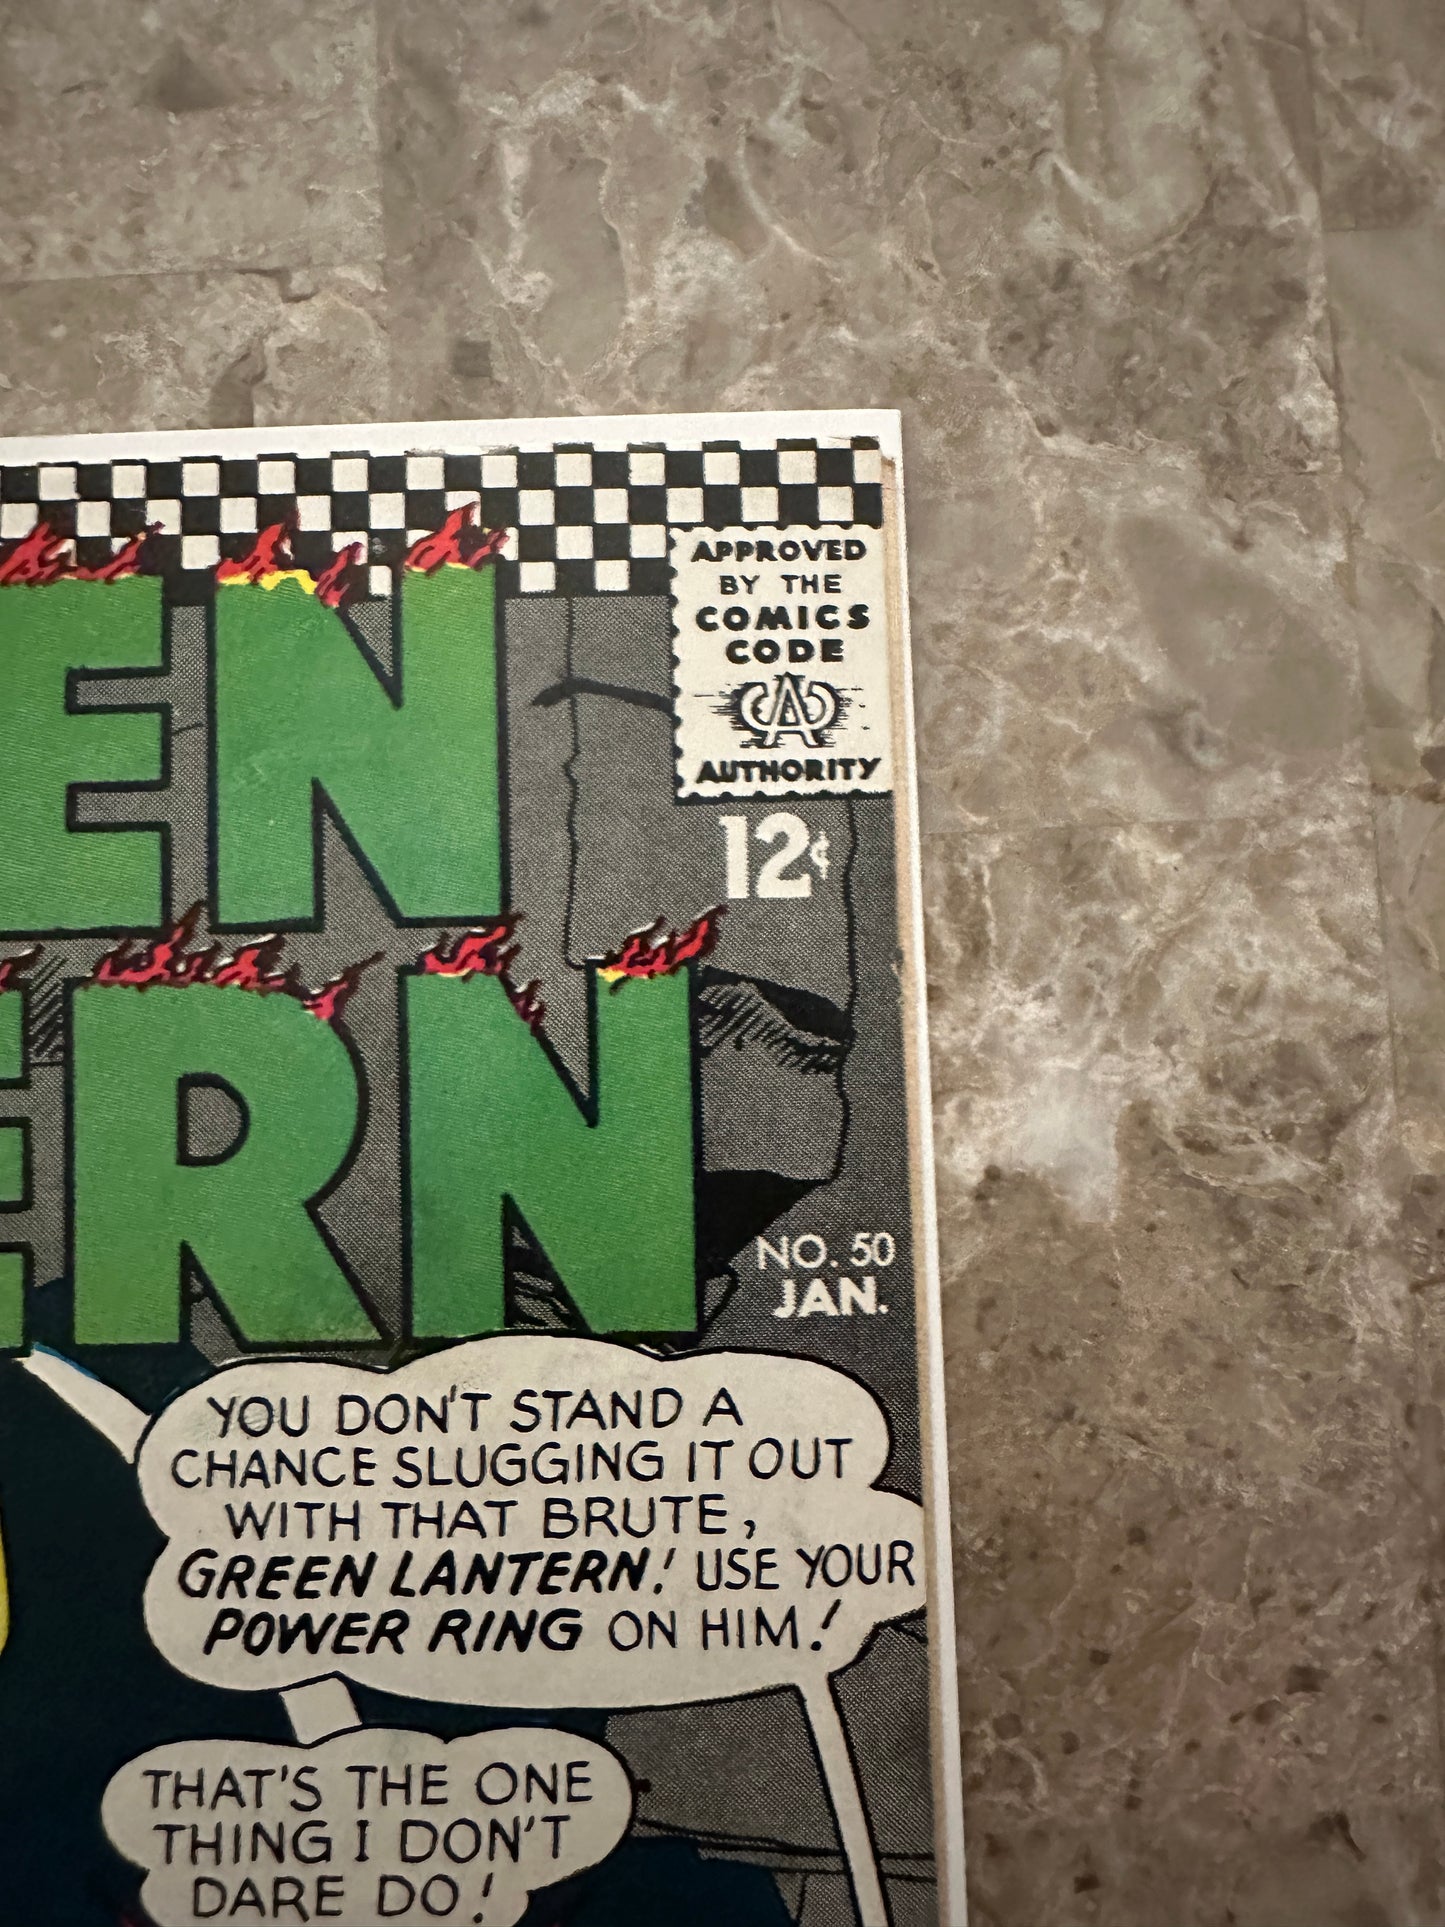 EEN
APPROVED
BY THE
COMICS
CODE
AUTHORITY
12¢
ERN
NO. 50
JAN.
YOU DON'T STAND A
CHANCE SLUGGING IT OUT
WITH THAT BRUTE,
GREEN LANTERN! USE YOUR
POWER RING ON HIM!
THAT'S THE ONE
THING I DON'T
DARE DO!